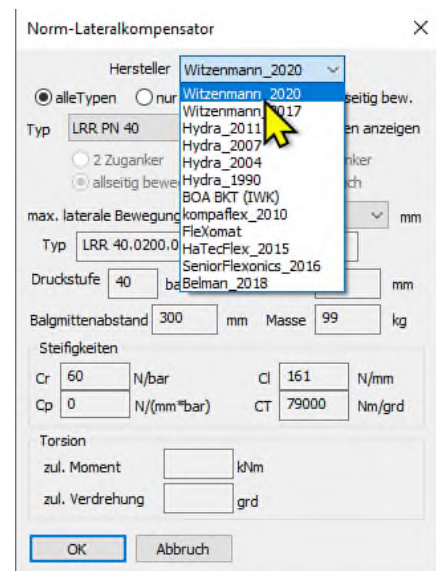 Norm-Lateralkompensator
Hersteller Witzenmann_2020
alleTypen nur seitig bew.
Witzenmann_2020
Witzenmann_2017
Typ LRR PN 40 en anzeigen
Hydra_2011
Hydra_2007
2 Zuganker nker
Hydra_2004
allseitig bewe ch
Hydra_1990
BOA BKT (IWK)
max. laterale Bewegung mm
kompaflex_2010
FleXomat
Typ LRR 40.0200.0
HaTecFlex_2015
SeniorFlexonics_2016
Druckstufe 40 ba mm
Belman_2018
Balgmittenabstand 300 mm Masse 99 kg
Steifigkeiten
Cr 60 N/bar Cl 161 N/mm
Cp 0 N/(mm*bar) CT 79000 Nm/grd
Torsion
zul. Moment kNm
zul. Verdrehung grd
OK Abbruch